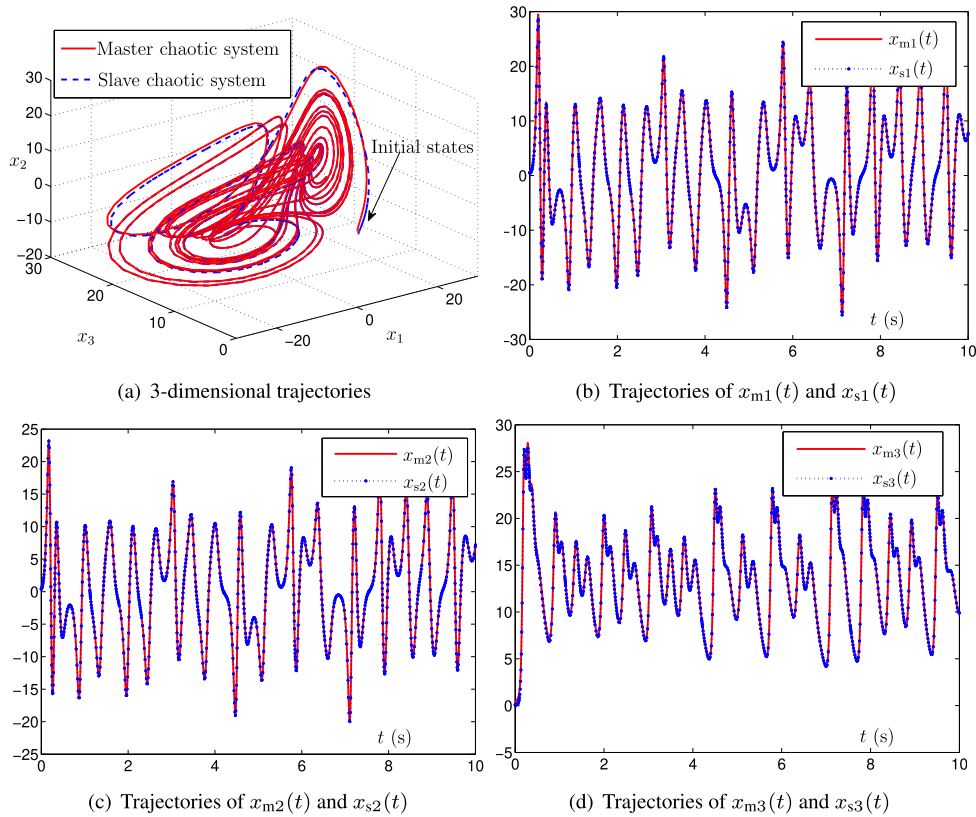 Master chaotic system
Slave chaotic system
Initial states
x₂
30
20
10
0
−10
−20
30
20
10
0
x₃
−20
0
20
x₁
(a) 3-dimensional trajectories
xₘ₁(t)
xₛ₁(t)
30
20
10
0
−10
−20
−30
0 2 4 6 8 10
t (s)
(b) Trajectories of xₘ₁(t) and xₛ₁(t)
xₘ₂(t)
xₛ₂(t)
25
20
15
10
5
0
−5
−10
−15
−20
−25
0 2 4 6 8 10
t (s)
(c) Trajectories of xₘ₂(t) and xₛ₂(t)
xₘ₃(t)
xₛ₃(t)
30
25
20
15
10
5
0
−5
0 2 4 6 8 10
t (s)
(d) Trajectories of xₘ₃(t) and xₛ₃(t)